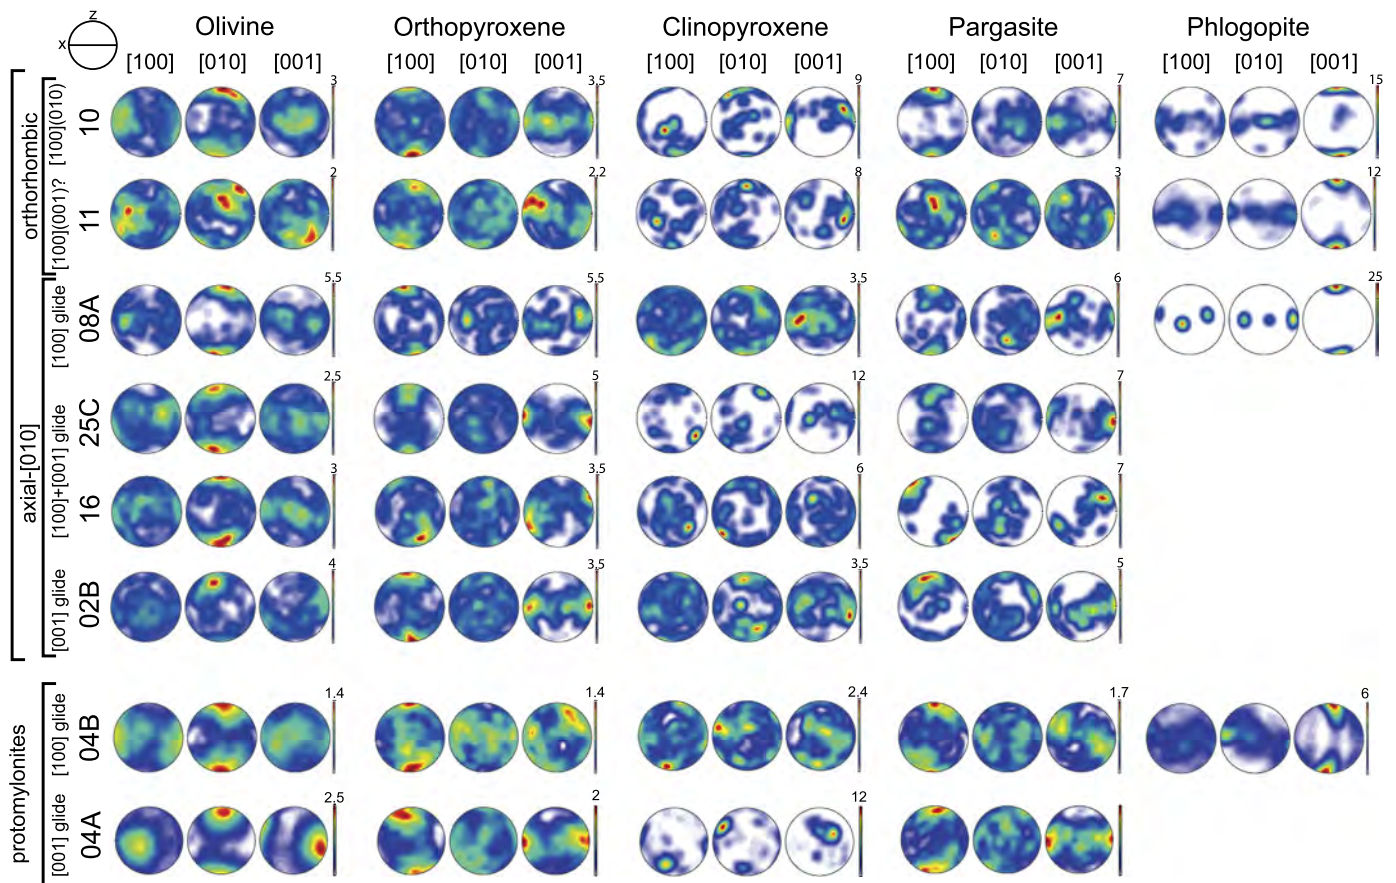 z
x
Olivine Orthopyroxene Clinopyroxene Pargasite Phlogopite
[100] [010] [001] [100] [010] [001] [100] [010] [001] [100] [010] [001] [100] [010] [001]
orthorhombic
[100](010)
10
3 3.5 9 7 15
[100](001)?
11
2 2.2 8 3 12
axial-[010]
[100] glide
08A
5.5 5.5 3.5 6 25
[100]+[001] glide
25C
2.5 5 12 7
16
3 3.5 6 7
[001] glide
02B
4 3.5 3.5 5
protomylonites
[100] glide
04B
1.4 1.4 2.4 1.7 6
[001] glide
04A
2.5 2 12